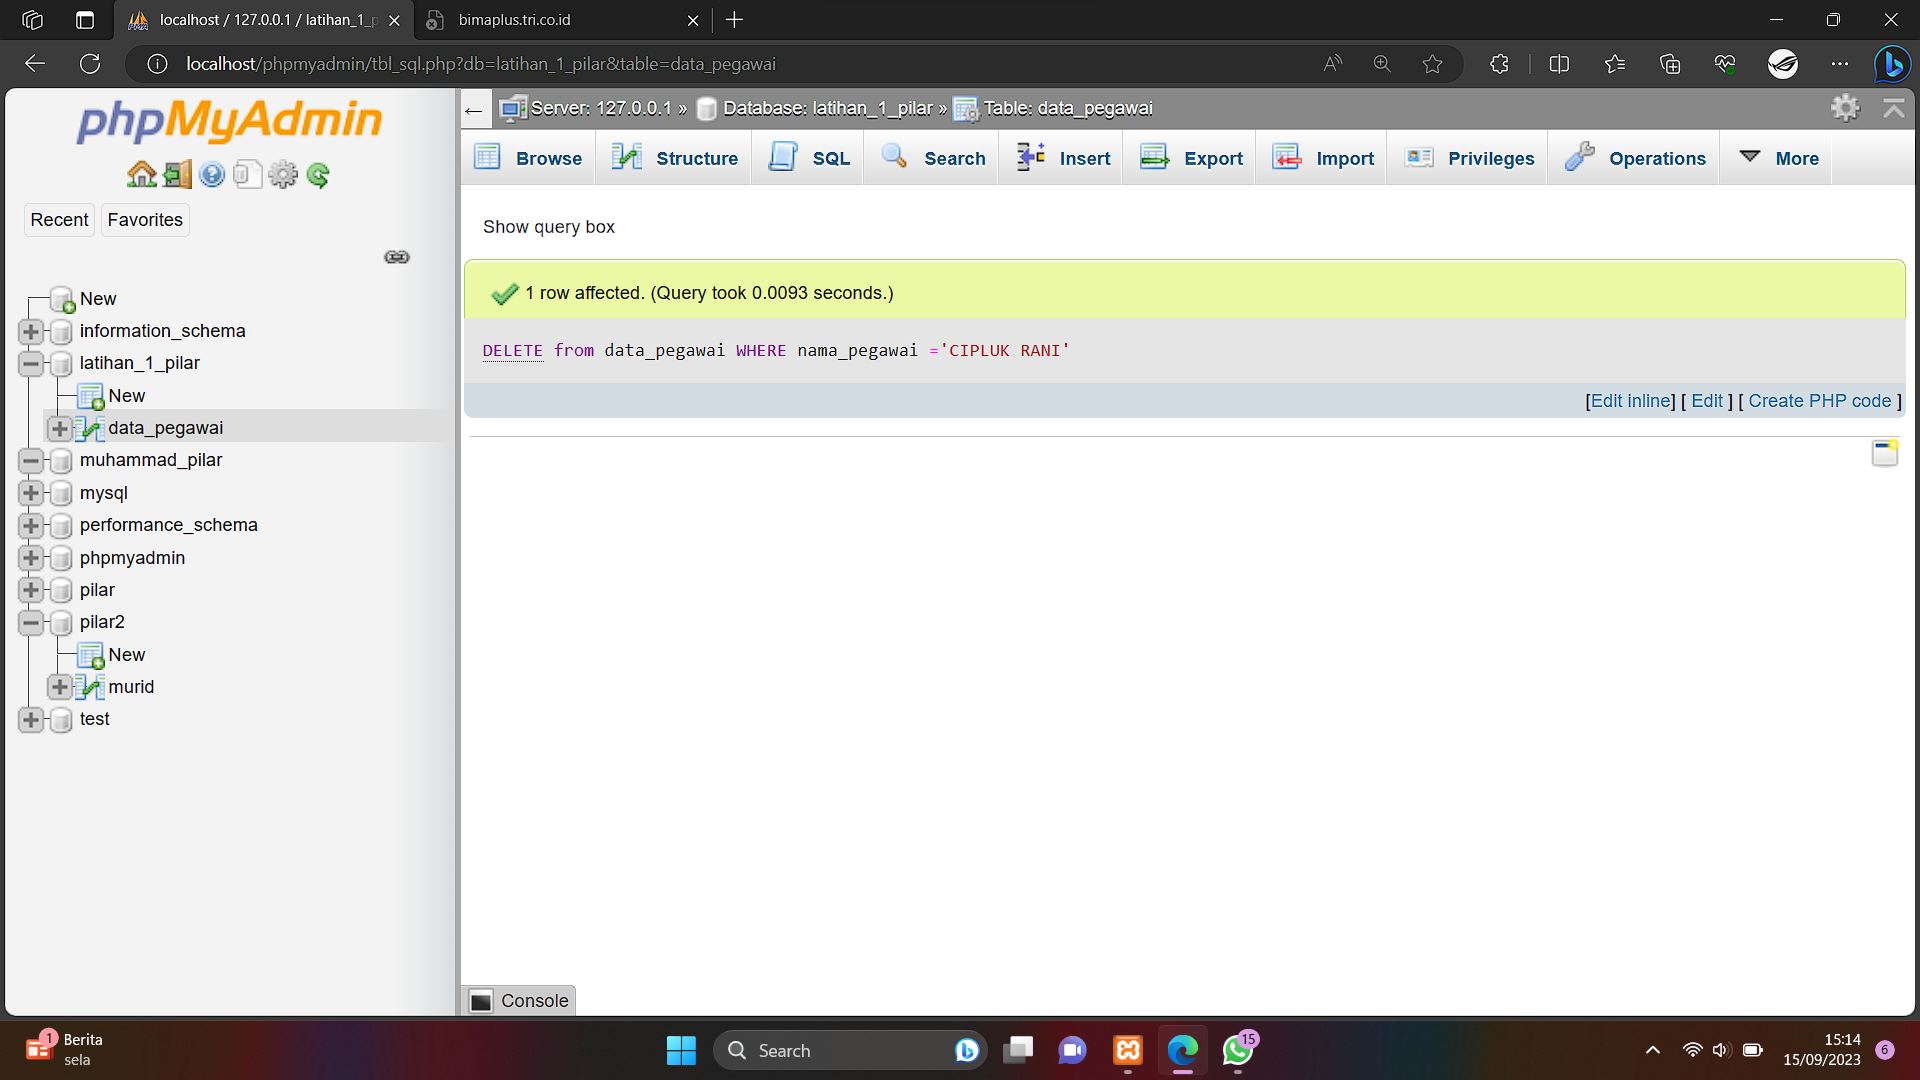 localhost / 127.0.0.1 / latihan_1_p
bimaplus.tri.co.id
localhost/phpmyadmin/tbl_sql.php?db=latihan_1_pilar&table=data_pegawai
phpMyAdmin
Recent
Favorites
New
information_schema
latihan_1_pilar
New
data_pegawai
muhammad_pilar
mysql
performance_schema
phpmyadmin
pilar
pilar2
New
murid
test
Server: 127.0.0.1 » Database: latihan_1_pilar » Table: data_pegawai
Browse
Structure
SQL
Search
Insert
Export
Import
Privileges
Operations
More
Show query box
1 row affected. (Query took 0.0093 seconds.)
DELETE from data_pegawai WHERE nama_pegawai ='CIPLUK RANI'
[Edit inline] [ Edit ] [ Create PHP code ]
Console
1
Berita
sela
Search
15
15:14
15/09/2023
6